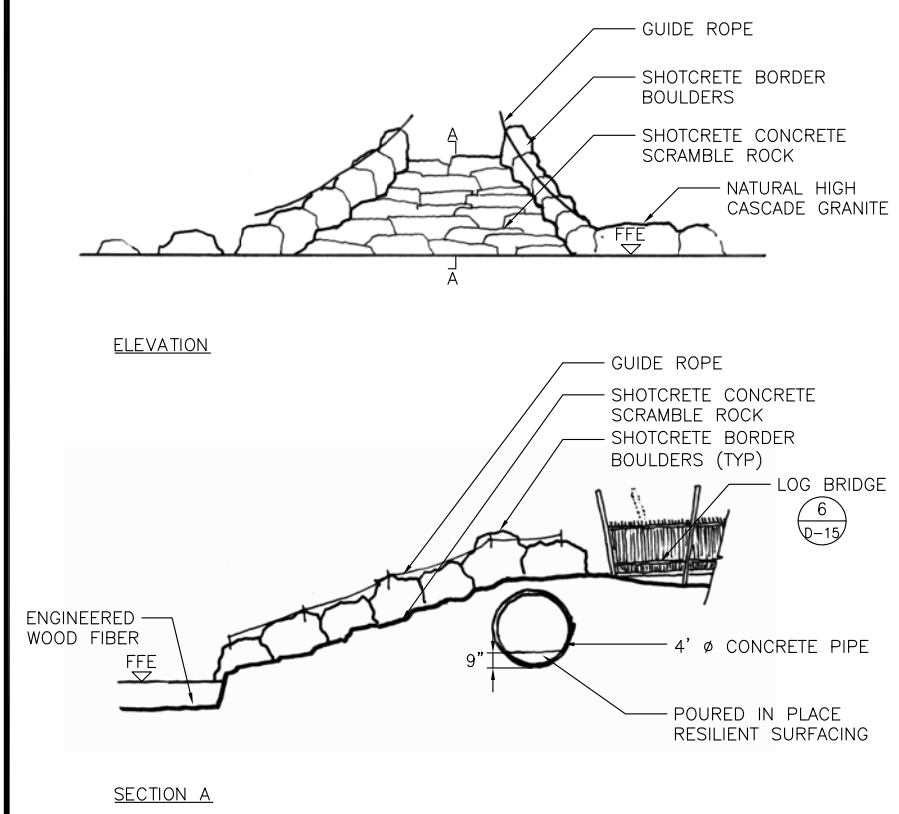 GUIDE ROPE
SHOTCRETE BORDER
BOULDERS
A
SHOTCRETE CONCRETE
SCRAMBLE ROCK
NATURAL HIGH
CASCADE GRANITE
FFE
A
ELEVATION
GUIDE ROPE
SHOTCRETE CONCRETE
SCRAMBLE ROCK
SHOTCRETE BORDER
BOULDERS (TYP)
LOG BRIDGE
6
D-15
ENGINEERED
WOOD FIBER
FFE
9"
4' ø CONCRETE PIPE
POURED IN PLACE
RESILIENT SURFACING
SECTION A